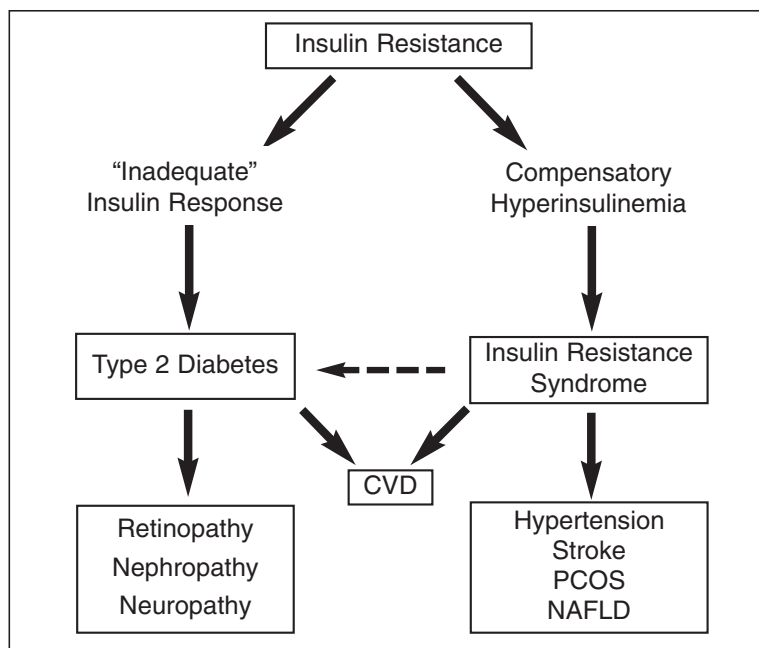 Insulin Resistance
“Inadequate”
Insulin Response
Compensatory
Hyperinsulinemia
Type 2 Diabetes
Insulin Resistance
Syndrome
CVD
Retinopathy
Nephropathy
Neuropathy
Hypertension
Stroke
PCOS
NAFLD